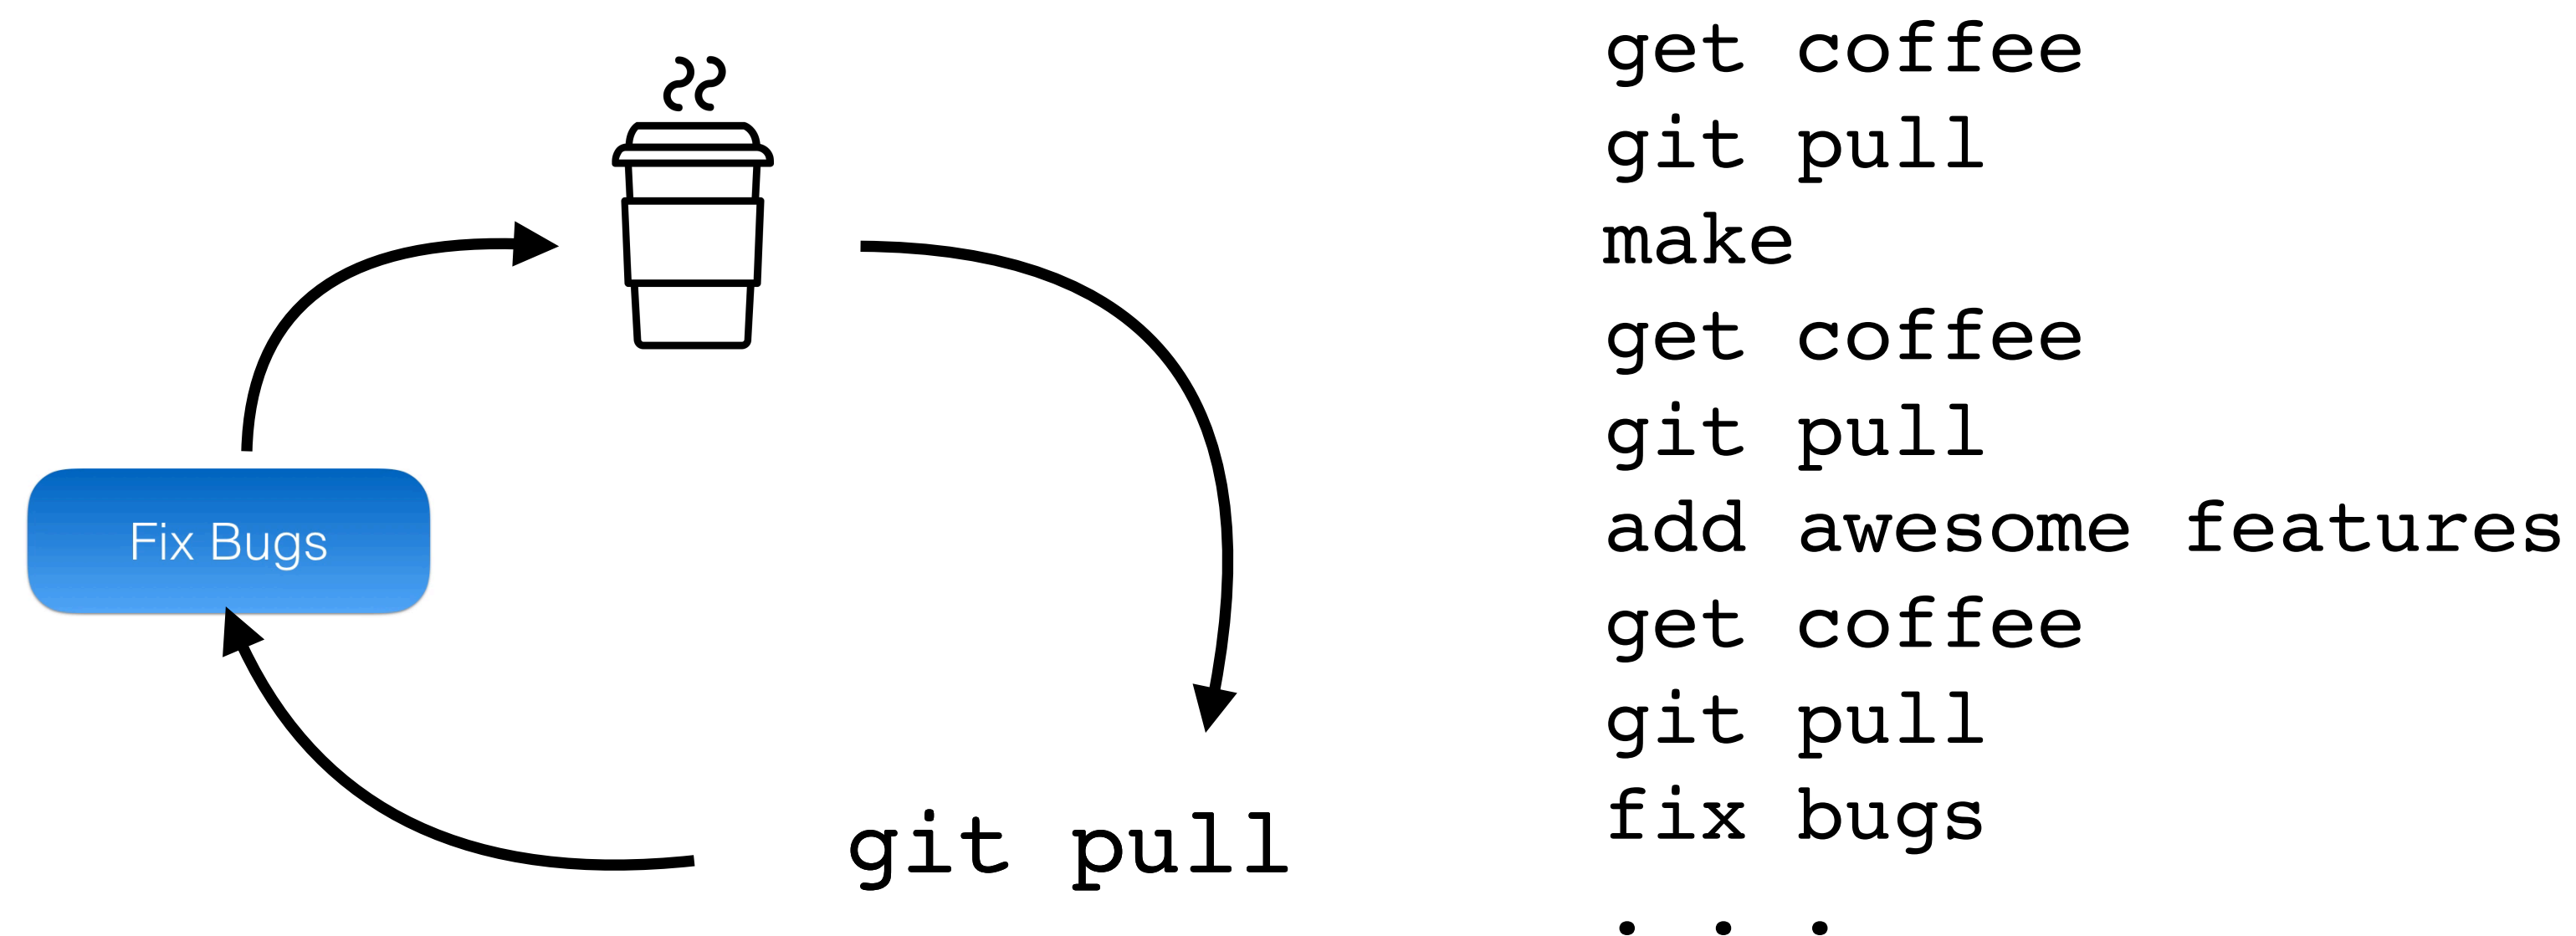 Fix Bugs
git pull
get coffee
git pull
make
get coffee
git pull
add awesome features
get coffee
git pull
fix bugs
. . .